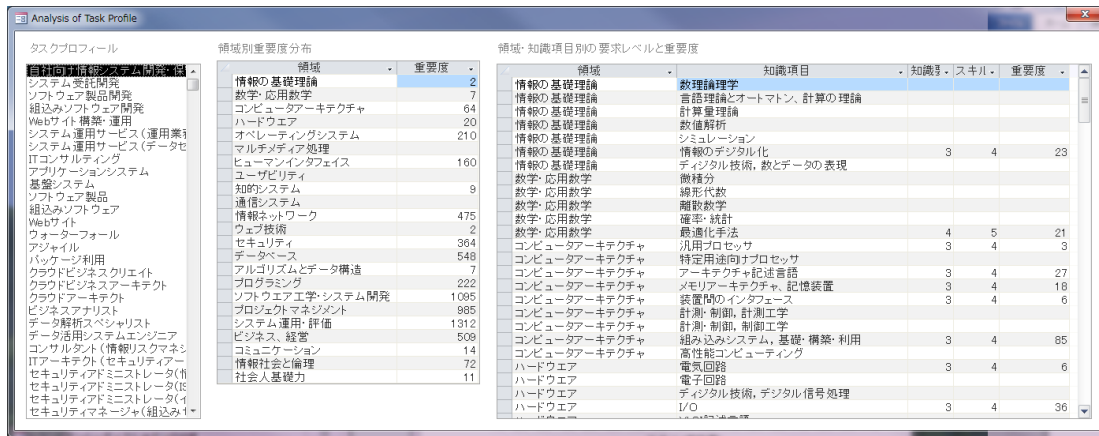 Analysis of Task Profile
タスクプロフィール
自社向け情報システム開発・保
システム受託開発
ソフトウェア製品開発
組込みソフトウェア開発
Webサイト構築・運用
システム運用サービス(運用業務
システム運用サービス(データセ
ITコンサルティング
アプリケーションシステム
基盤システム
ソフトウェア製品
組込みソフトウェア
Webサイト
ウォーターフォール
アジャイル
パッケージ利用
クラウドビジネスクリエイト
クラウドビジネスアーキテクト
クラウドアーキテクト
ビジネスアナリスト
データ解析スペシャリスト
データ活用システムエンジニア
コンサルタント(情報リスクマネジ
ITアーキテクト(セキュリティアー
セキュリティアドミニストレータ(情
セキュリティアドミニストレータ(IS
セキュリティアドミニストレータ(イ
セキュリティマネージャ(組込みセ
領域別重要度分布
領域 重要度
情報の基礎理論 2
数学・応用数学 7
コンピュータアーキテクチャ 64
ハードウエア 20
オペレーティングシステム 210
マルチメディア処理
ヒューマンインタフェイス 160
ユーザビリティ
知的システム 9
通信システム
情報ネットワーク 475
ウェブ技術 2
セキュリティ 364
データベース 548
アルゴリズムとデータ構造 7
プログラミング 222
ソフトウエア工学・システム開発 1095
プロジェクトマネジメント 985
システム運用・評価 1312
ビジネス、経営 509
コミュニケーション 14
情報社会と倫理 72
社会人基礎力 11
領域・知識項目別の要求レベルと重要度
領域 知識項目 知識 スキル 重要度
情報の基礎理論 数理論理学
情報の基礎理論 言語理論とオートマトン、計算の理論
情報の基礎理論 計算量理論
情報の基礎理論 数値解析
情報の基礎理論 シミュレーション
情報の基礎理論 情報のデジタル化 3 4 23
情報の基礎理論 ディジタル技術, 数とデータの表現
数学・応用数学 微積分
数学・応用数学 線形代数
数学・応用数学 離散数学
数学・応用数学 確率・統計
数学・応用数学 最適化手法 4 5 21
コンピュータアーキテクチャ 汎用プロセッサ 3 4 3
コンピュータアーキテクチャ 特定用途向けプロセッサ
コンピュータアーキテクチャ アーキテクチャ記述言語 3 4 27
コンピュータアーキテクチャ メモリアーキテクチャ、記憶装置 3 4 18
コンピュータアーキテクチャ 装置間のインタフェース 3 4 6
コンピュータアーキテクチャ 計測・制御, 計測工学
コンピュータアーキテクチャ 計測・制御, 制御工学
コンピュータアーキテクチャ 組み込みシステム, 基礎・構築・利用 3 4 85
コンピュータアーキテクチャ 高性能コンピューティング
ハードウエア 電気回路 3 4 6
ハードウエア 電子回路
ハードウエア ディジタル技術, デジタル信号処理
ハードウエア I/O 3 4 36